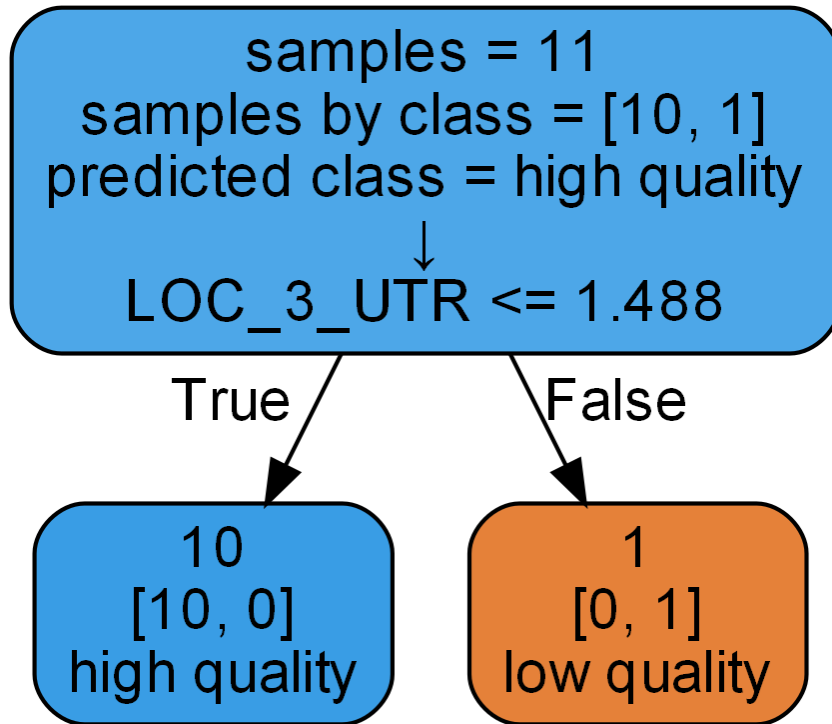 samples = 11
samples by class = [10, 1]
predicted class = high quality
↓
LOC_3_UTR <= 1.488
True
False
10
[10, 0]
high quality
1
[0, 1]
low quality